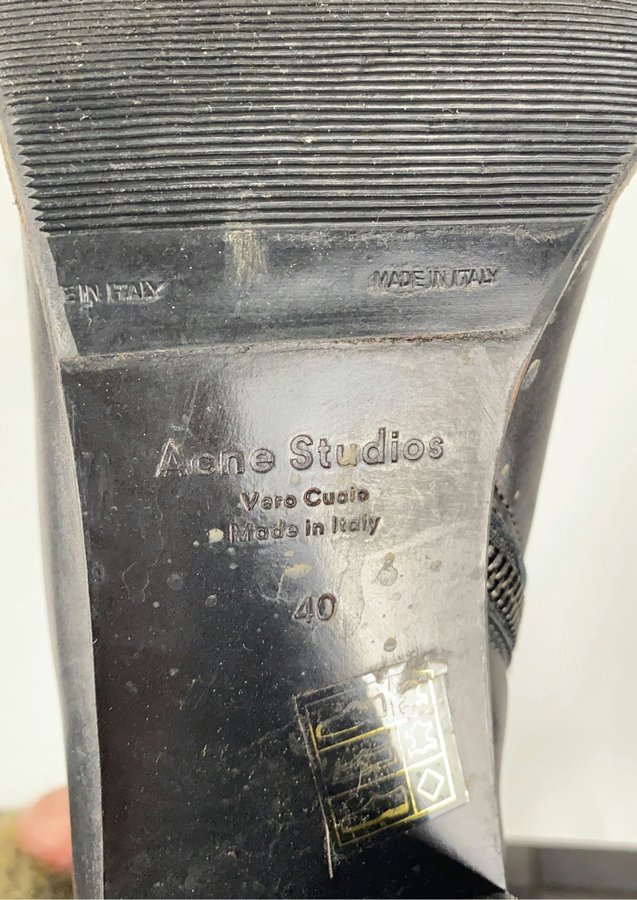 E IN ITALY
MADE IN ITALY
Acne Studios
Vero Cuoio
Made in Italy
40